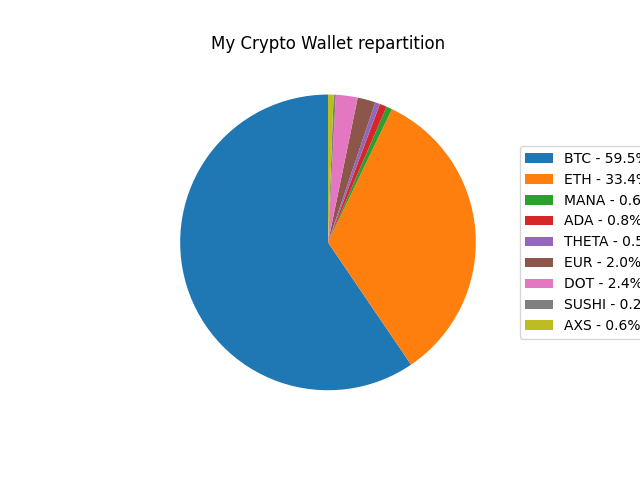 My Crypto Wallet repartition
BTC - 59.5%
ETH - 33.4%
MANA - 0.6
ADA - 0.8%
THETA - 0.5
EUR - 2.0%
DOT - 2.4%
SUSHI - 0.2
AXS - 0.6%